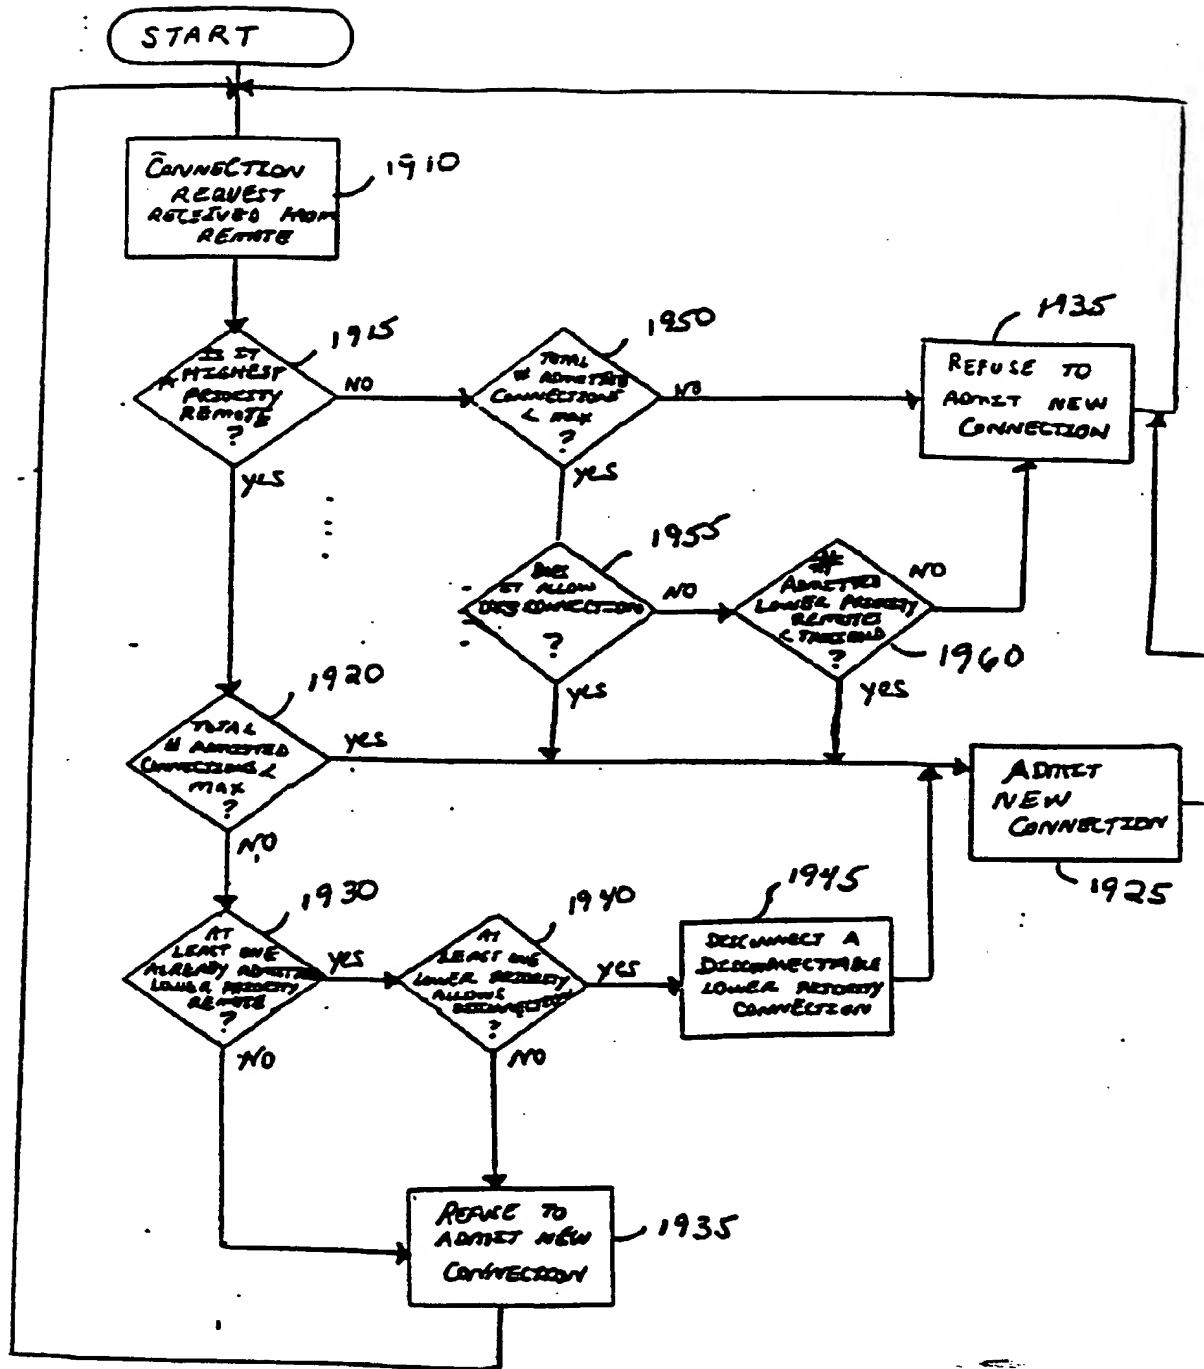 START
CONNECTION
REQUEST
RECEIVED FROM
REMOTE
1910
IS IT
A HIGHEST
PRIORITY
REMOTE
?
1915
NO
yes
TOTAL
# ADMITTED
CONNECTIONS
< MAX
?
1950
NO
yes
REFUSE TO
ADMIT NEW
CONNECTION
1935
DOES
IT ALLOW
DISCONNECTION
?
1955
NO
yes
#
ADMITTED
LOWER PRIORITY
REMOTES
<
?
1960
NO
yes
TOTAL
# ADMITTED
CONNECTIONS <
MAX
?
1920
yes
NO
ADMIT
NEW
CONNECTION
1925
AT
LEAST ONE
ALREADY ADMITTED
LOWER PRIORITY
REMOTE
?
1930
yes
NO
AT
LEAST ONE
LOWER PRIORITY
ALLOWS
DISCONNECTION
?
1940
yes
NO
DISCONNECT A
DISCONNECTABLE
LOWER PRIORITY
CONNECTION
1945
REFUSE TO
ADMIT NEW
CONNECTION
1935